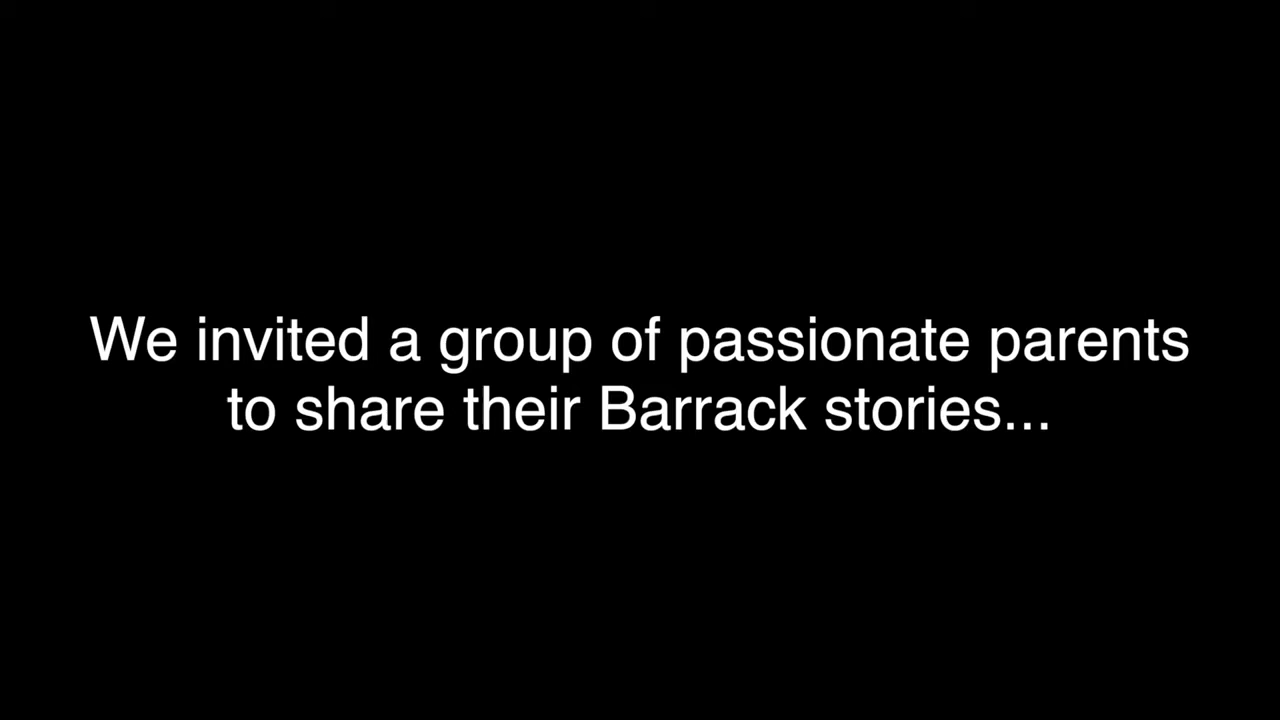 We invited a group of passionate parents
to share their Barrack stories...